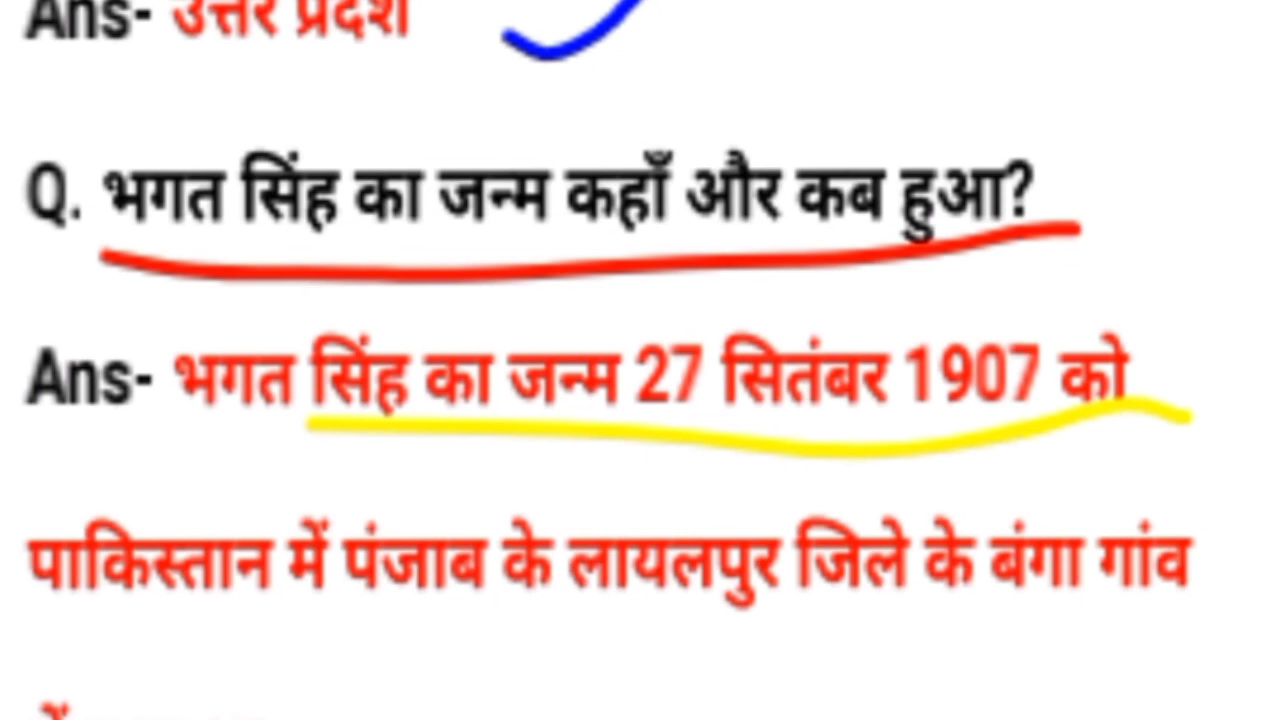 Ans- उत्तर प्रदेश
Q. भगत सिंह का जन्म कहाँ और कब हुआ?
Ans- भगत सिंह का जन्म 27 सितंबर 1907 को
पाकिस्तान में पंजाब के लायलपुर जिले के बंगा गांव